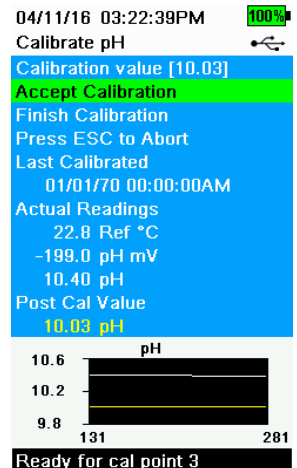 04/11/16 03:22:39PM 100%
Calibrate pH
Calibration value [10.03]
Accept Calibration
Finish Calibration
Press ESC to Abort
Last Calibrated
01/01/70 00:00:00AM
Actual Readings
22.8 Ref °C
-199.0 pH mV
10.40 pH
Post Cal Value
10.03 pH
pH
10.6
10.2
9.8
131 281
Ready for cal point 3